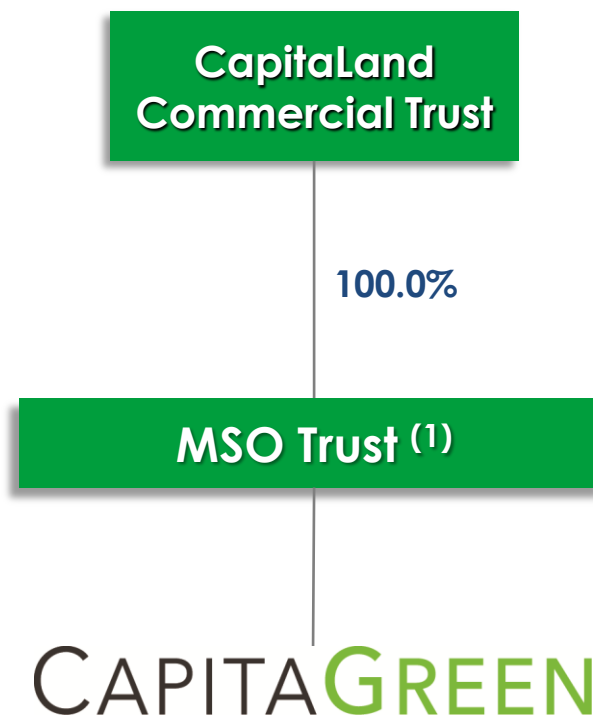 CapitaLand
Commercial Trust
100.0%
MSO Trust (1)
CAPITAGREEN